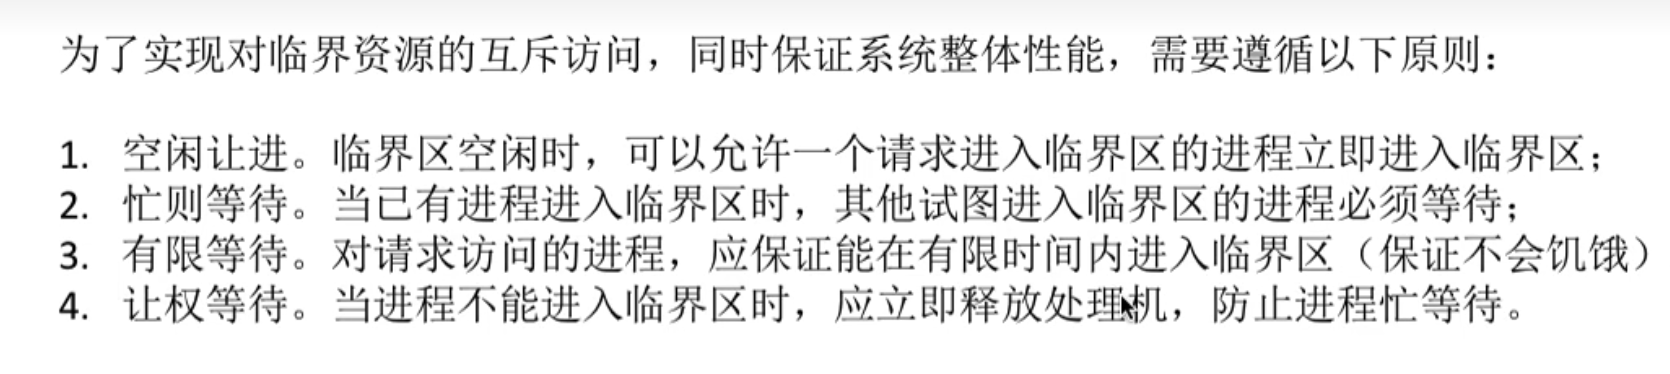 为了实现对临界资源的互斥访问，同时保证系统整体性能，需要遵循以下原则：
1. 空闲让进。临界区空闲时，可以允许一个请求进入临界区的进程立即进入临界区；
2. 忙则等待。当已有进程进入临界区时，其他试图进入临界区的进程必须等待；
3. 有限等待。对请求访问的进程，应保证能在有限时间内进入临界区（保证不会饥饿）
4. 让权等待。当进程不能进入临界区时，应立即释放处理机，防止进程忙等待。